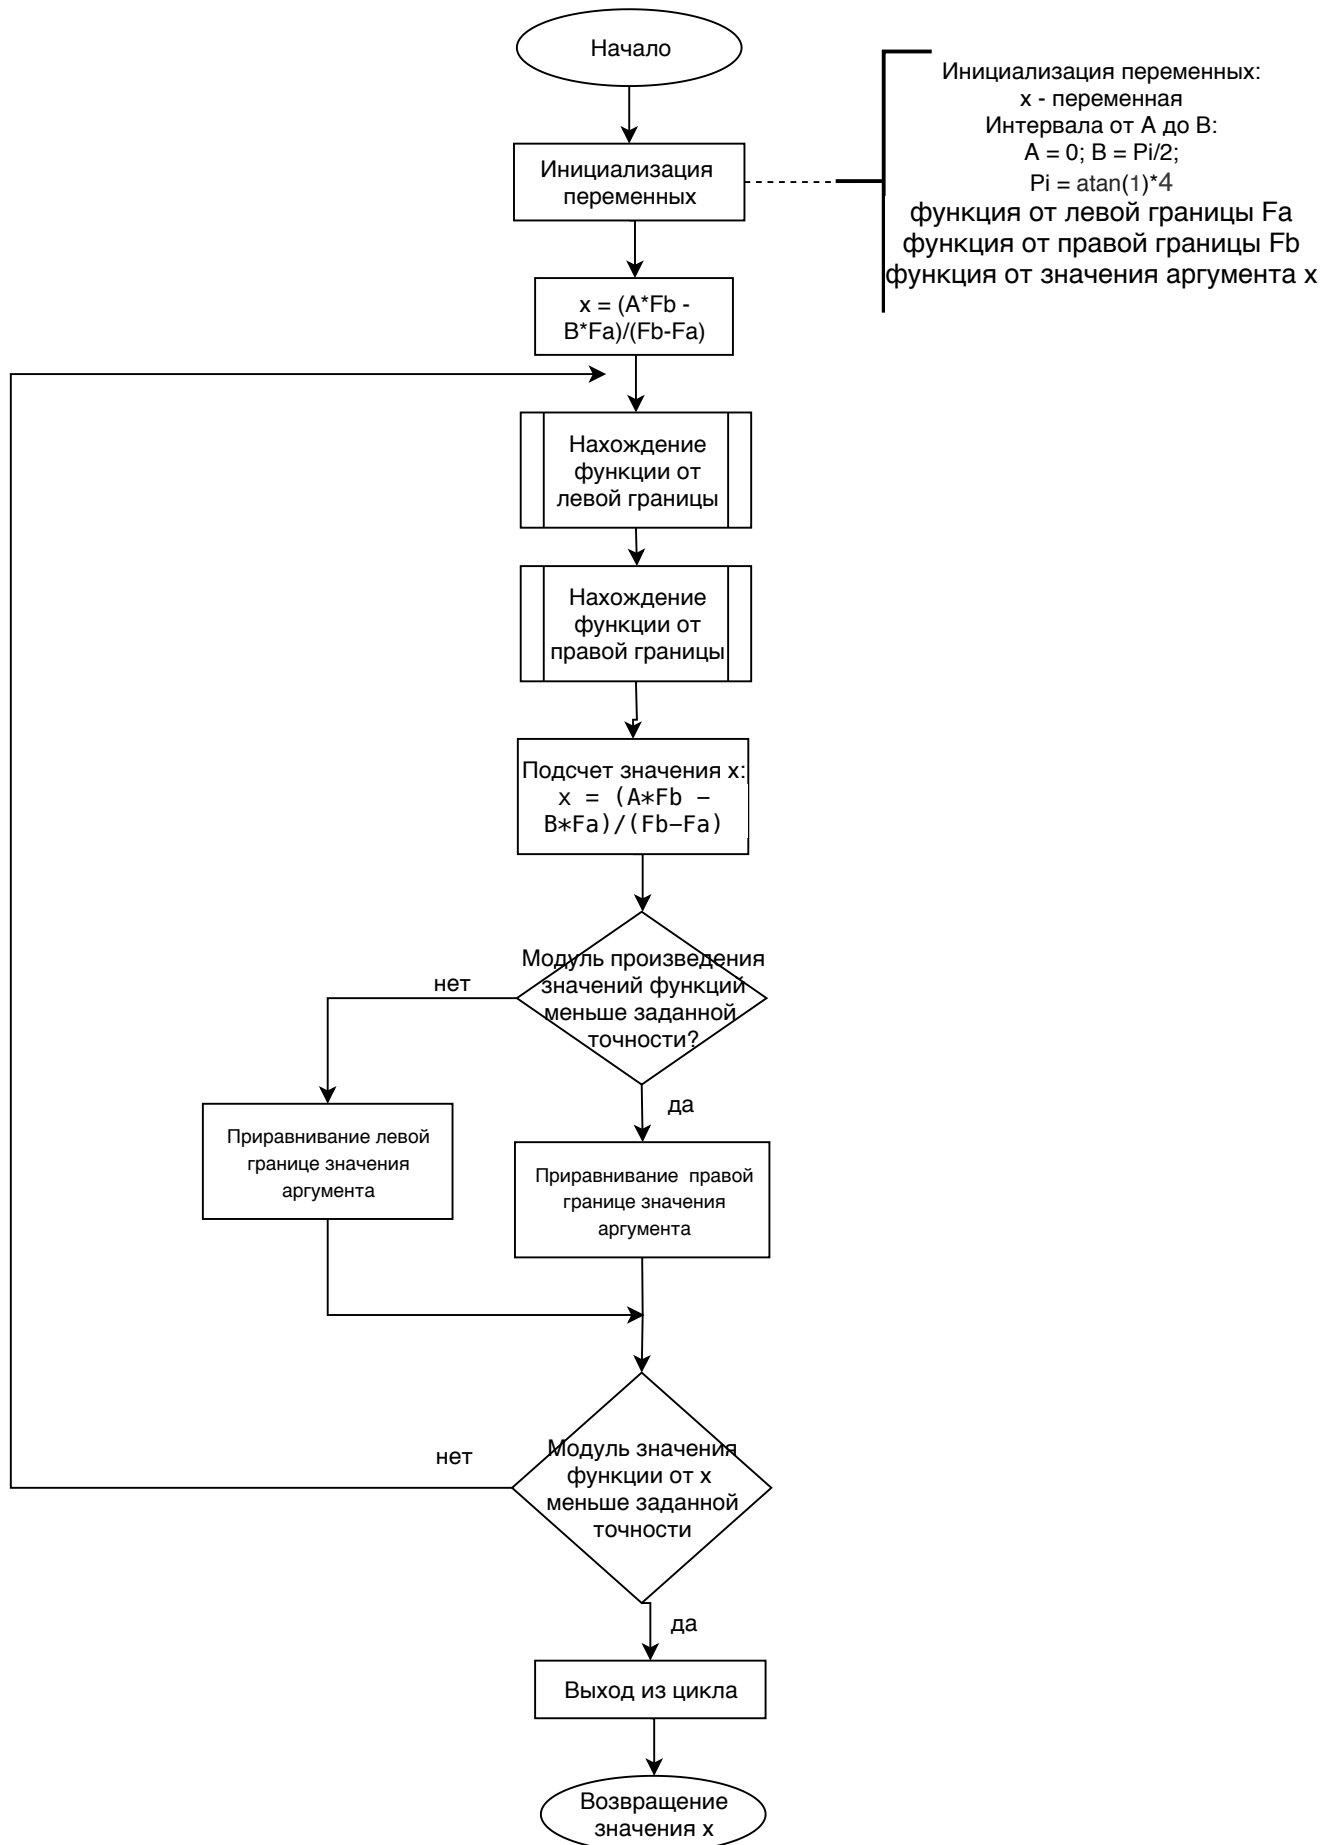 Начало
Инициализация переменных:
x - переменная
Интервала от А до В:
A = 0; B = Pi/2;
Pi = atan(1)*4
функция от левой границы Fa
функция от правой границы Fb
функция от значения аргумента x
Инициализация
переменных
x = (A*Fb -
B*Fa)/(Fb-Fa)
Нахождение
функции от
левой границы
Нахождение
функции от
правой границы
Подсчет значения x:
x = (A*Fb −
B*Fa)/(Fb−Fa)
Модуль произведения
значений функций
меньше заданной
точности?
нет
да
Приравнивание левой
границе значения
аргумента
Приравнивание правой
границе значения
аргумента
Модуль значения
функции от x
меньше заданной
точности
нет
да
Выход из цикла
Возвращение
значения x